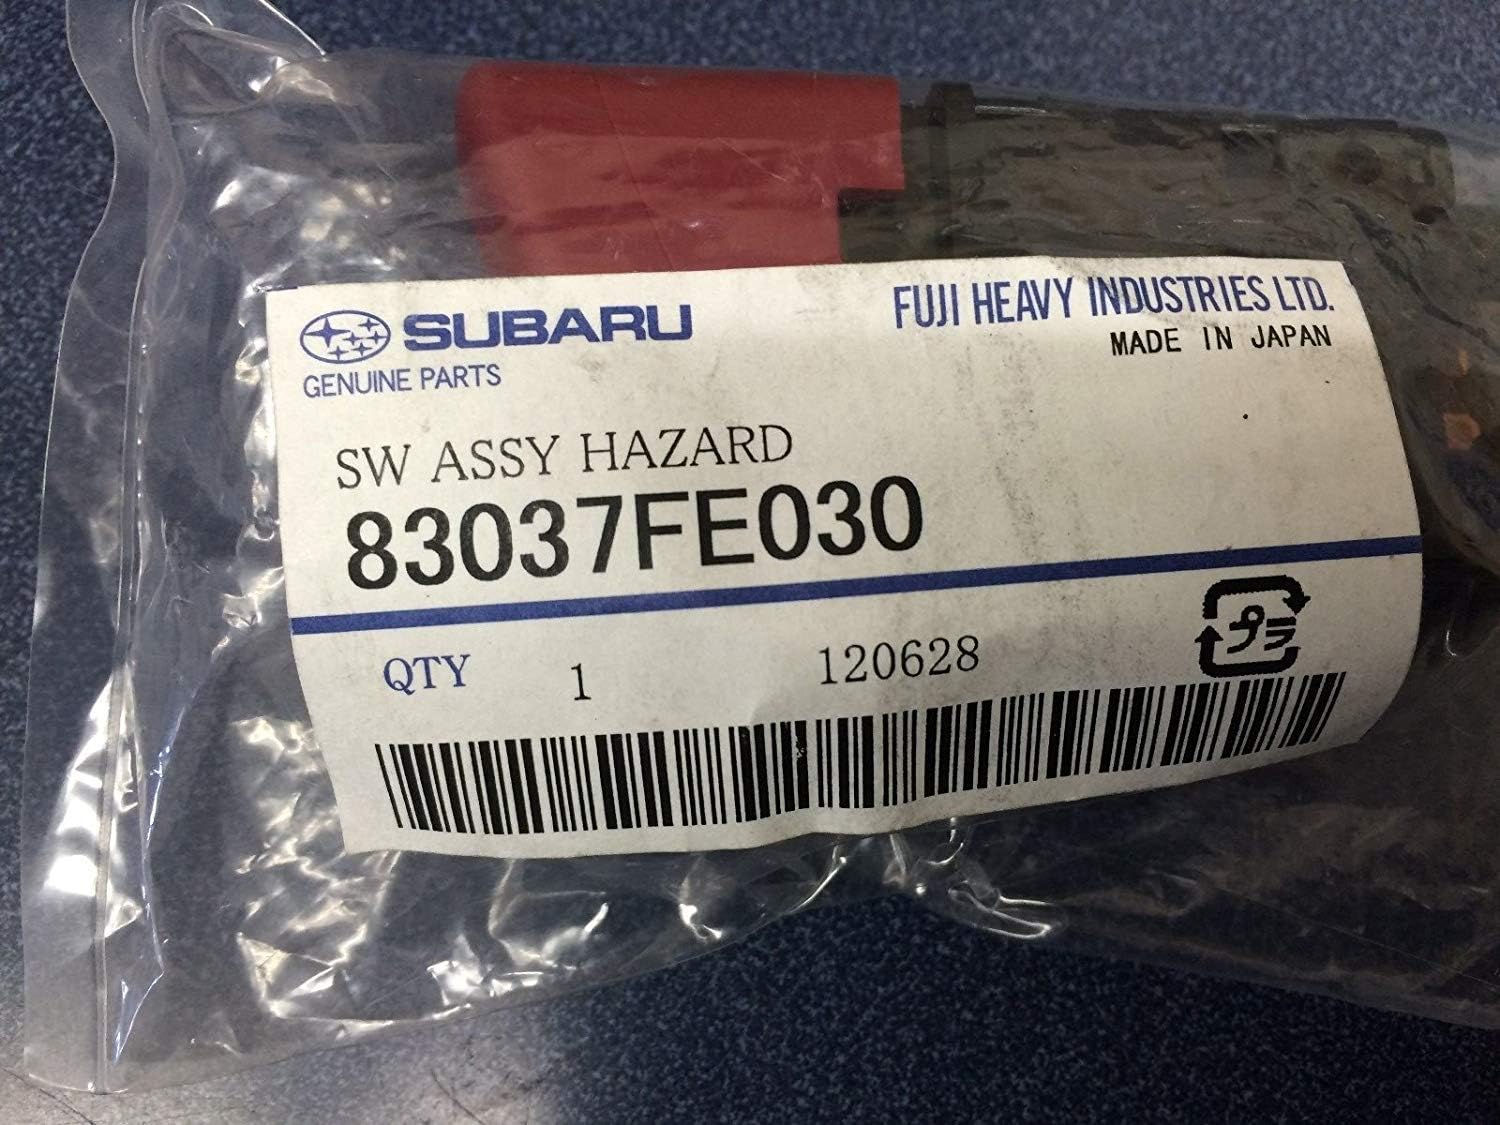 SUBARU
GENUINE PARTS
FUJI HEAVY INDUSTRIES LTD.
MADE IN JAPAN
SW ASSY HAZARD
83037FE030
QTY 1 120628
プラ